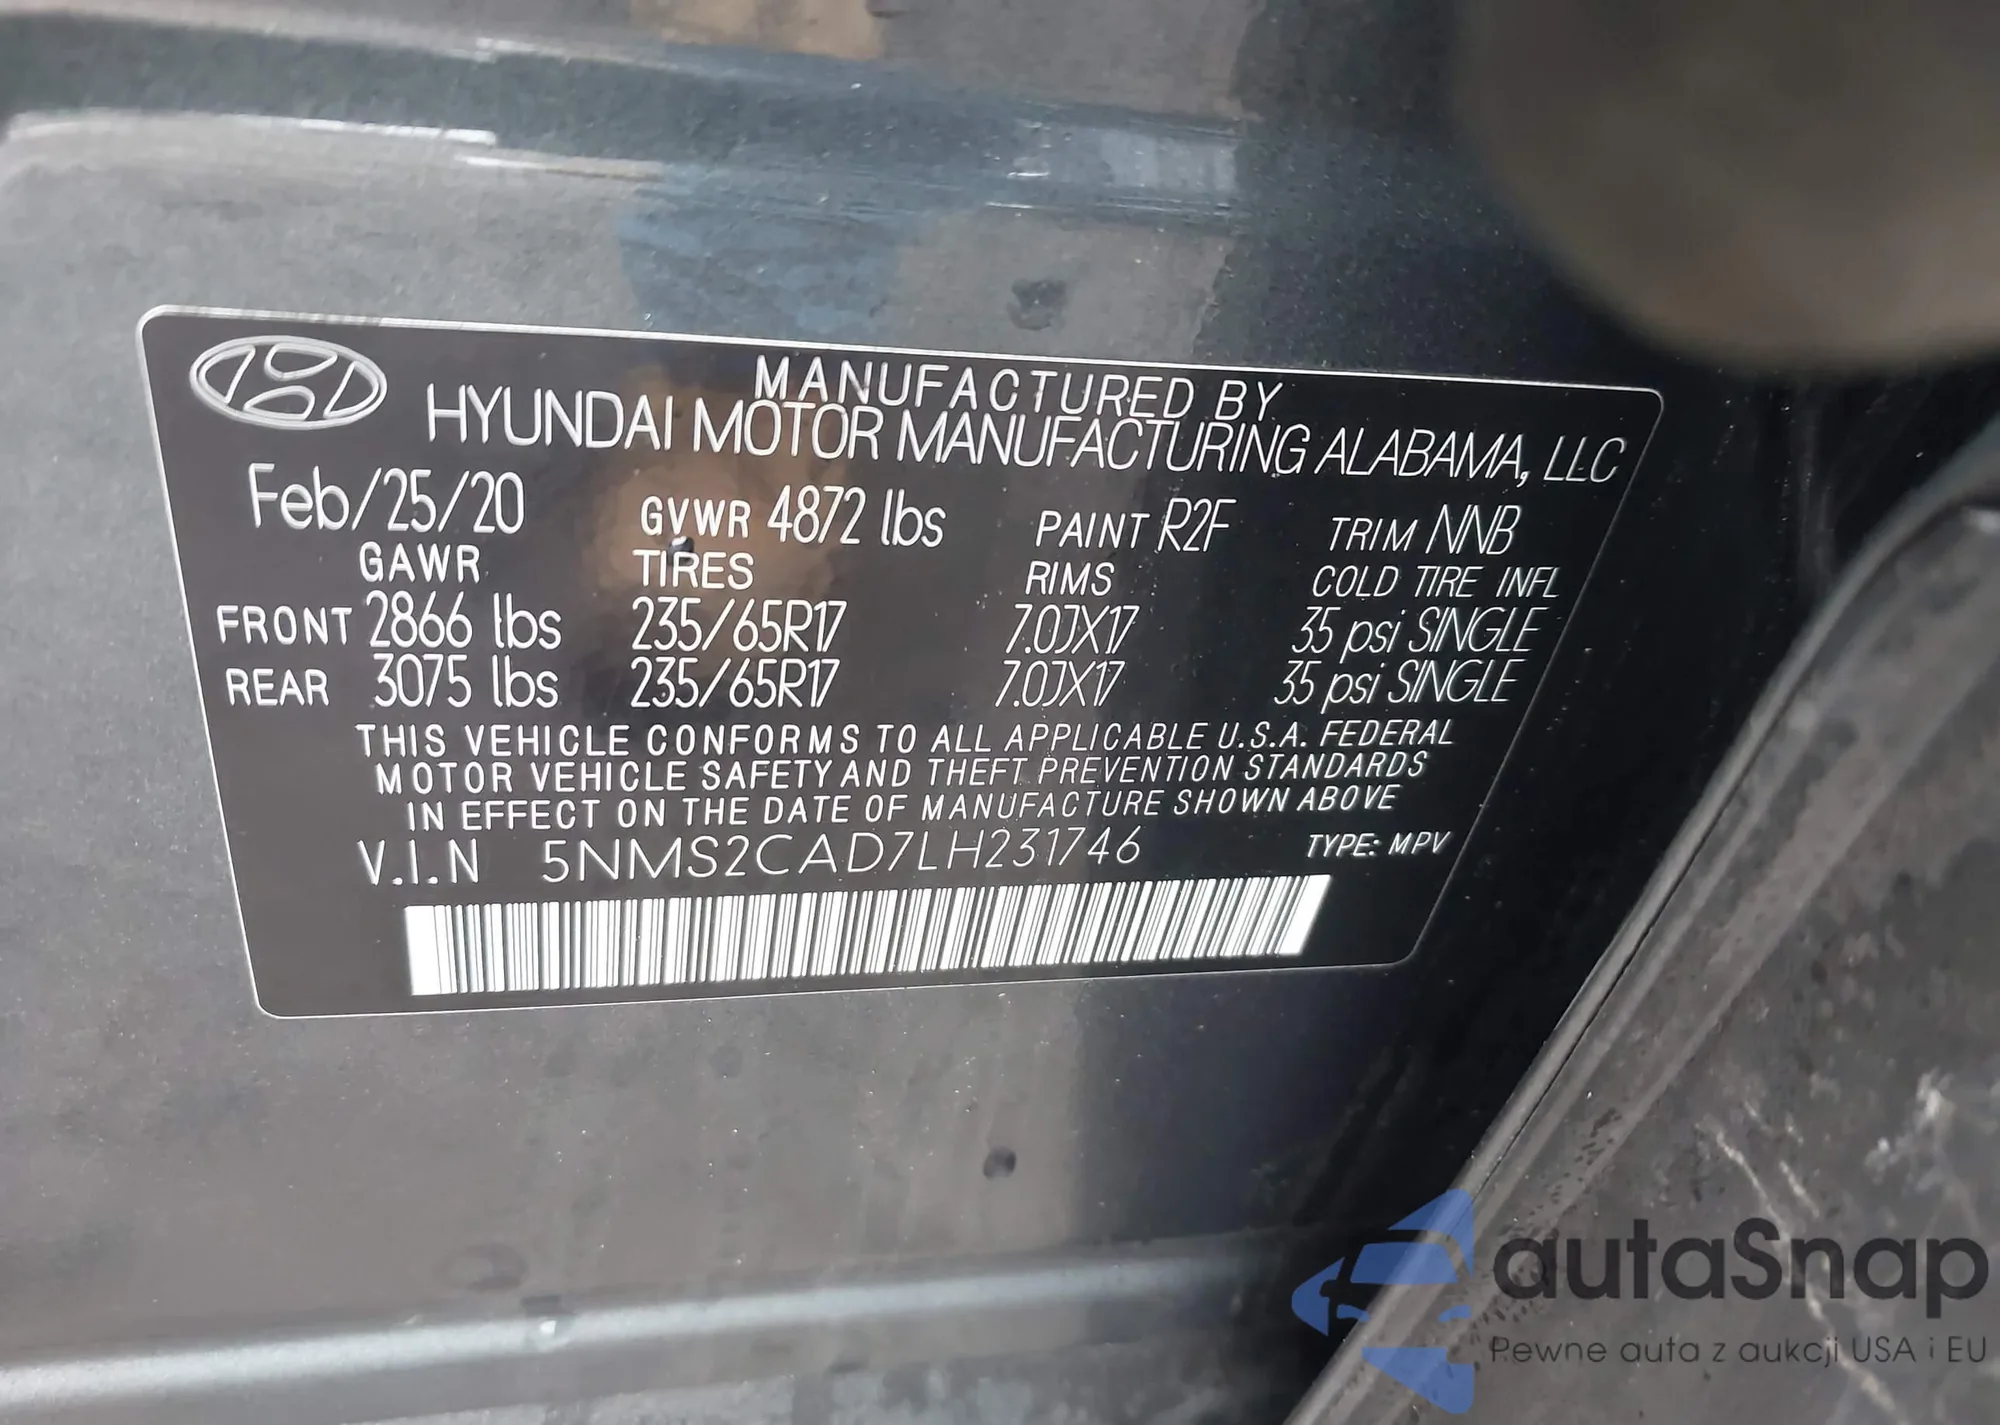 MANUFACTURED BY
HYUNDAI MOTOR MANUFACTURING ALABAMA, LLC
Feb/25/20 GVWR 4872 lbs PAINT R2F TRIM NNB
GAWR TIRES RIMS COLD TIRE INFL
FRONT 2866 lbs 235/65R17 7.0JX17 35 psi SINGLE
REAR 3075 lbs 235/65R17 7.0JX17 35 psi SINGLE
THIS VEHICLE CONFORMS TO ALL APPLICABLE U.S.A. FEDERAL
MOTOR VEHICLE SAFETY AND THEFT PREVENTION STANDARDS
IN EFFECT ON THE DATE OF MANUFACTURE SHOWN ABOVE
V.I.N 5NMS2CAD7LH231746 TYPE: MPV
autaSnap
Pewne auta z aukcji USA i EU